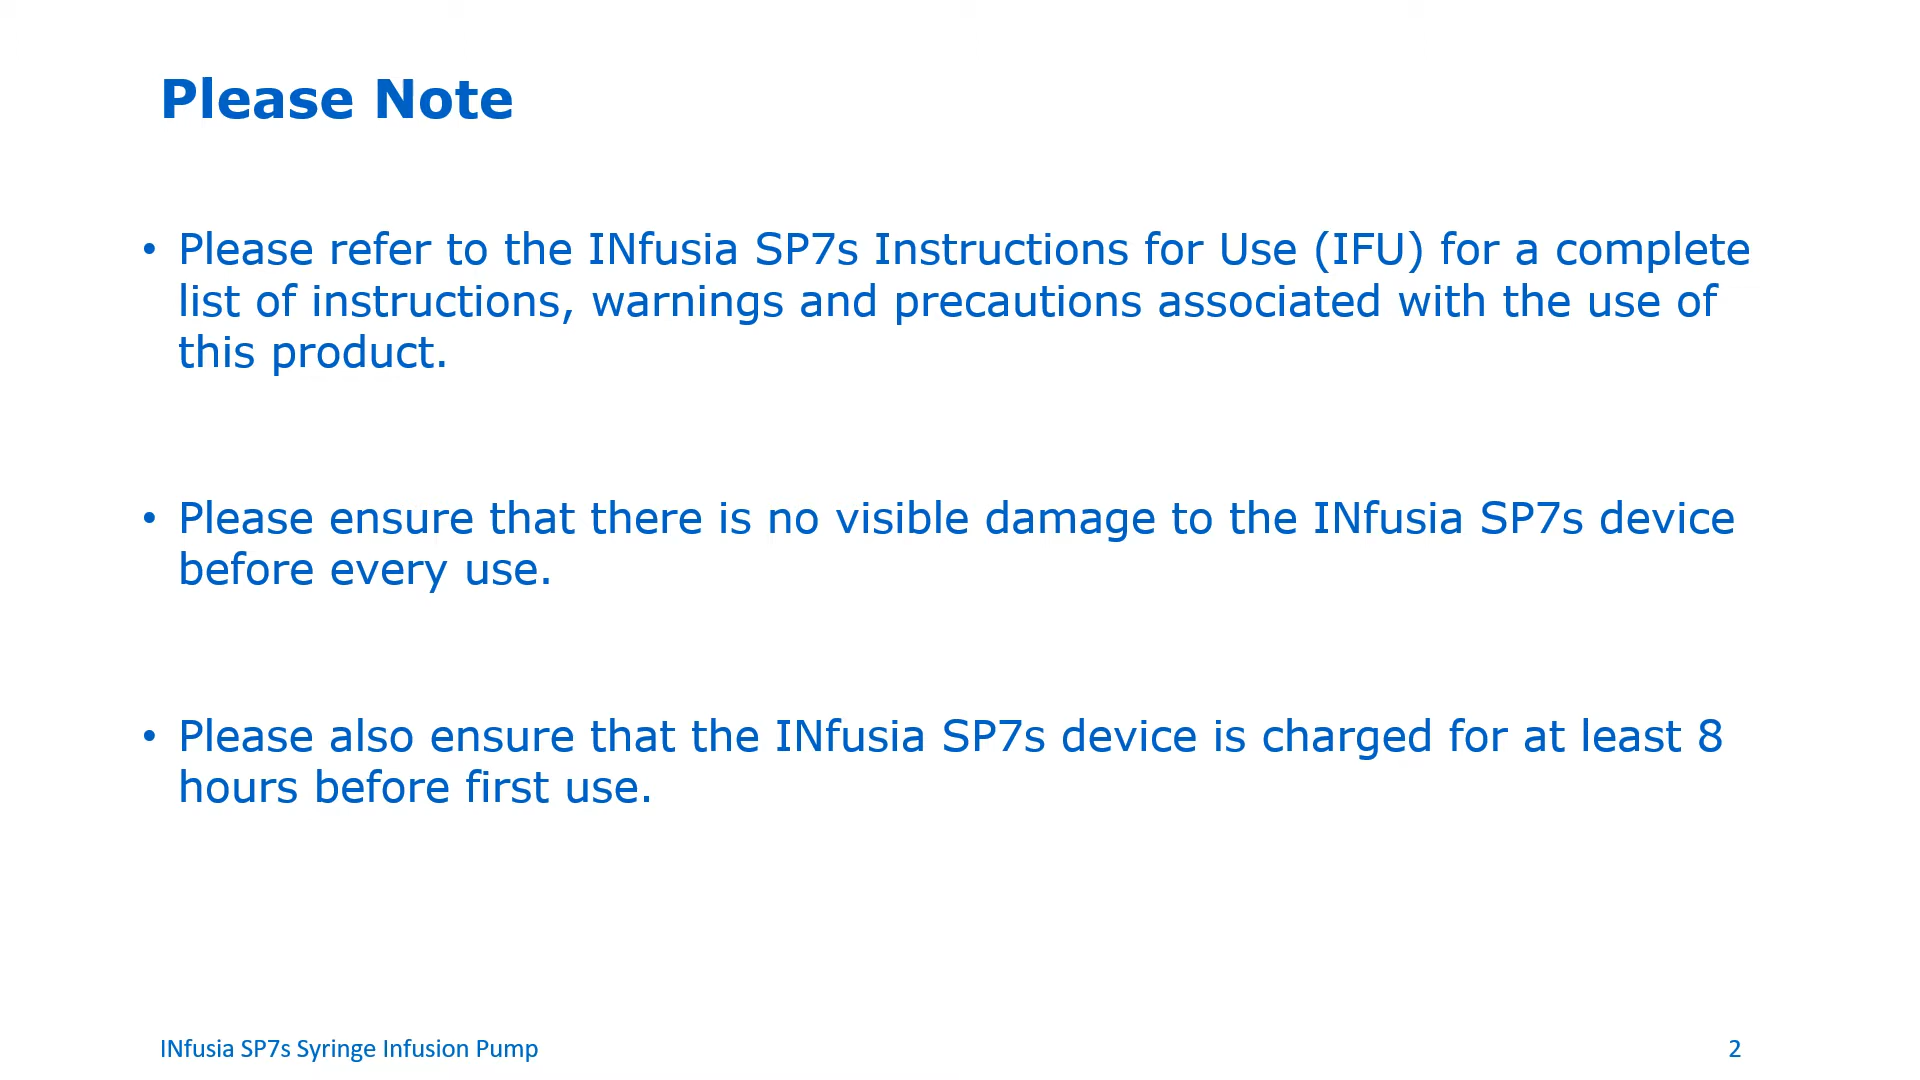 Please Note
• Please refer to the INfusia SP7s Instructions for Use (IFU) for a complete
list of instructions, warnings and precautions associated with the use of
this product.
• Please ensure that there is no visible damage to the INfusia SP7s device
before every use.
• Please also ensure that the INfusia SP7s device is charged for at least 8
hours before first use.
INfusia SP7s Syringe Infusion Pump
2